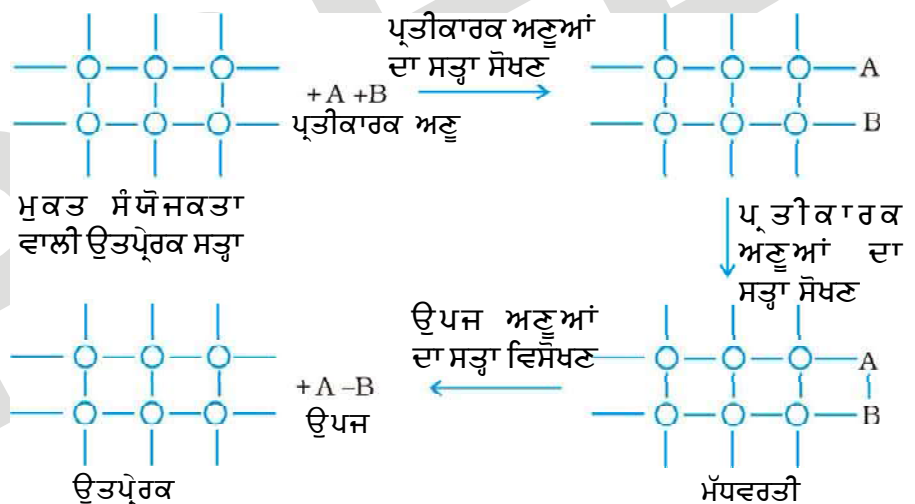 ਪ੍ਰਤੀਕਾਰਕ ਅਣੂਆਂ
ਦਾ ਸਤ੍ਹਾ ਸੋਖਣ
+A +B
ਪ੍ਰਤੀਕਾਰਕ ਅਣੂ
A
B
ਮੁਕਤ ਸੰਯੋਜਕਤਾ
ਵਾਲੀ ਉਤਪ੍ਰੇਰਕ ਸਤ੍ਹਾ
ਪ੍ਰਤੀਕਾਰਕ
ਅਣੂਆਂ ਦਾ
ਸਤ੍ਹਾ ਸੋਖਣ
ਉਪਜ ਅਣੂਆਂ
ਦਾ ਸਤ੍ਹਾ ਵਿਸੋਖਣ
+A –B
ਉਪਜ
A
B
ਉਤਪ੍ਰੇਰਕ
ਮੱਧਵਰਤੀ